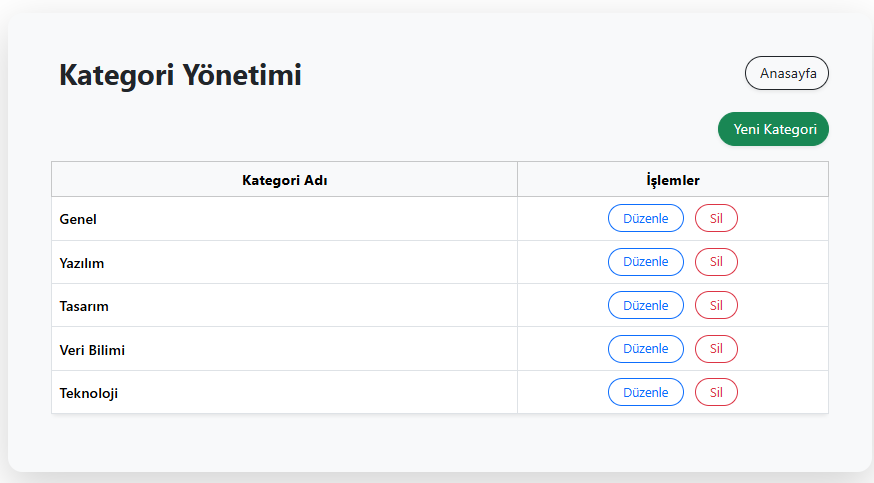 Kategori Yönetimi
Anasayfa
Yeni Kategori
Kategori Adı İşlemler
Genel Düzenle Sil
Yazılım Düzenle Sil
Tasarım Düzenle Sil
Veri Bilimi Düzenle Sil
Teknoloji Düzenle Sil